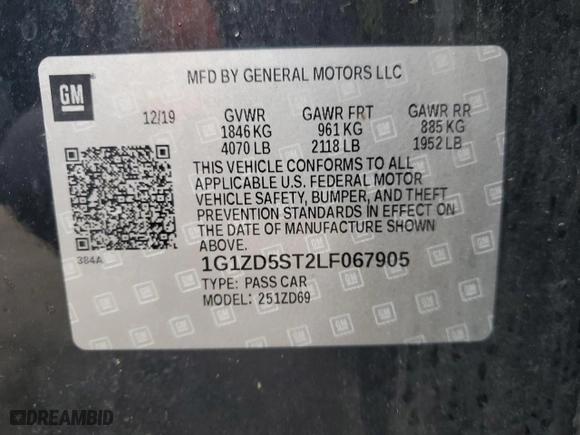 GM
MFD BY GENERAL MOTORS LLC
12/19 GVWR GAWR FRT GAWR RR
1846 KG 961 KG 885 KG
4070 LB 2118 LB 1952 LB
THIS VEHICLE CONFORMS TO ALL
APPLICABLE U.S. FEDERAL MOTOR
VEHICLE SAFETY, BUMPER, AND THEFT
PREVENTION STANDARDS IN EFFECT ON
THE DATE OF MANUFACTURE SHOWN ABOVE.
384A
1G1ZD5ST2LF067905
TYPE: PASS CAR
MODEL: 251ZD69
DREAMBID